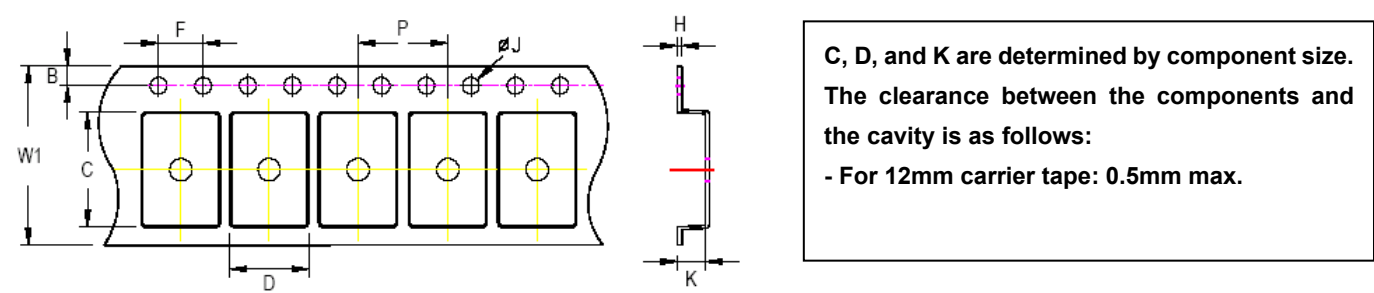 F
P
øJ
H
B
W1
C
D
K
C, D, and K are determined by component size.
The clearance between the components and
the cavity is as follows:
- For 12mm carrier tape: 0.5mm max.